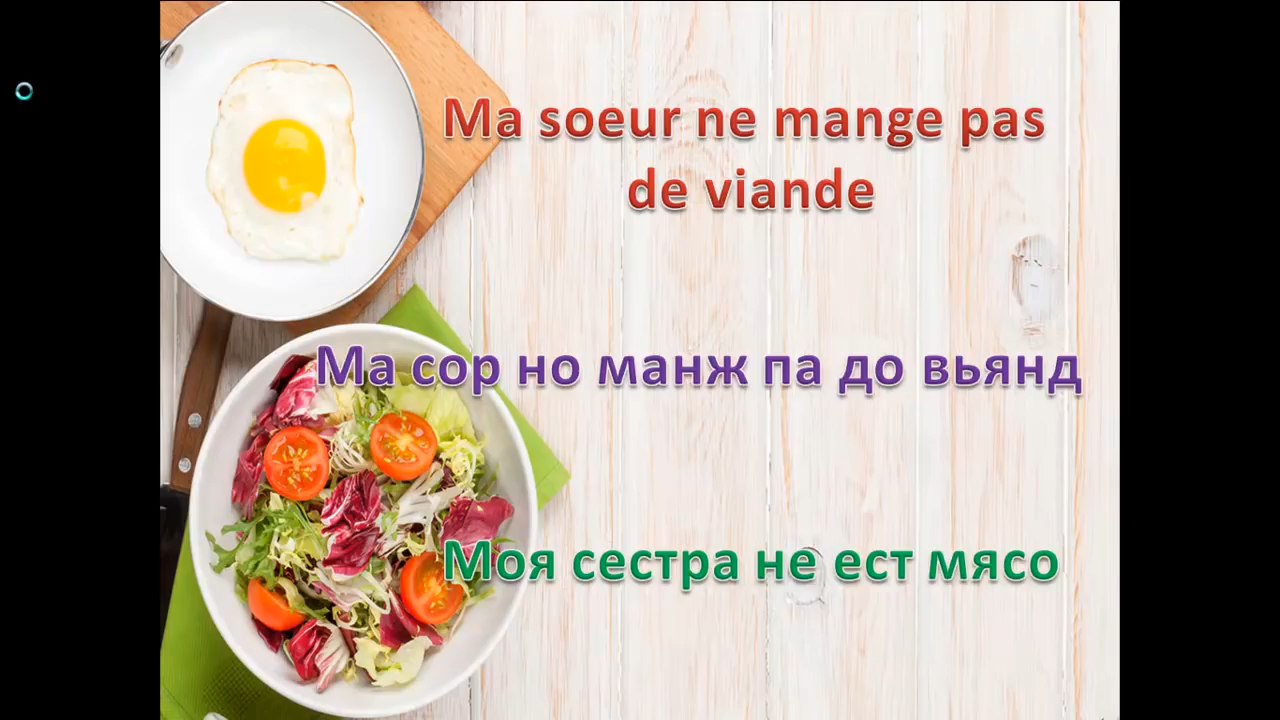 Ma soeur ne mange pas
de viande
Ма сор но манж па до вьянд
Моя сестра не ест мясо